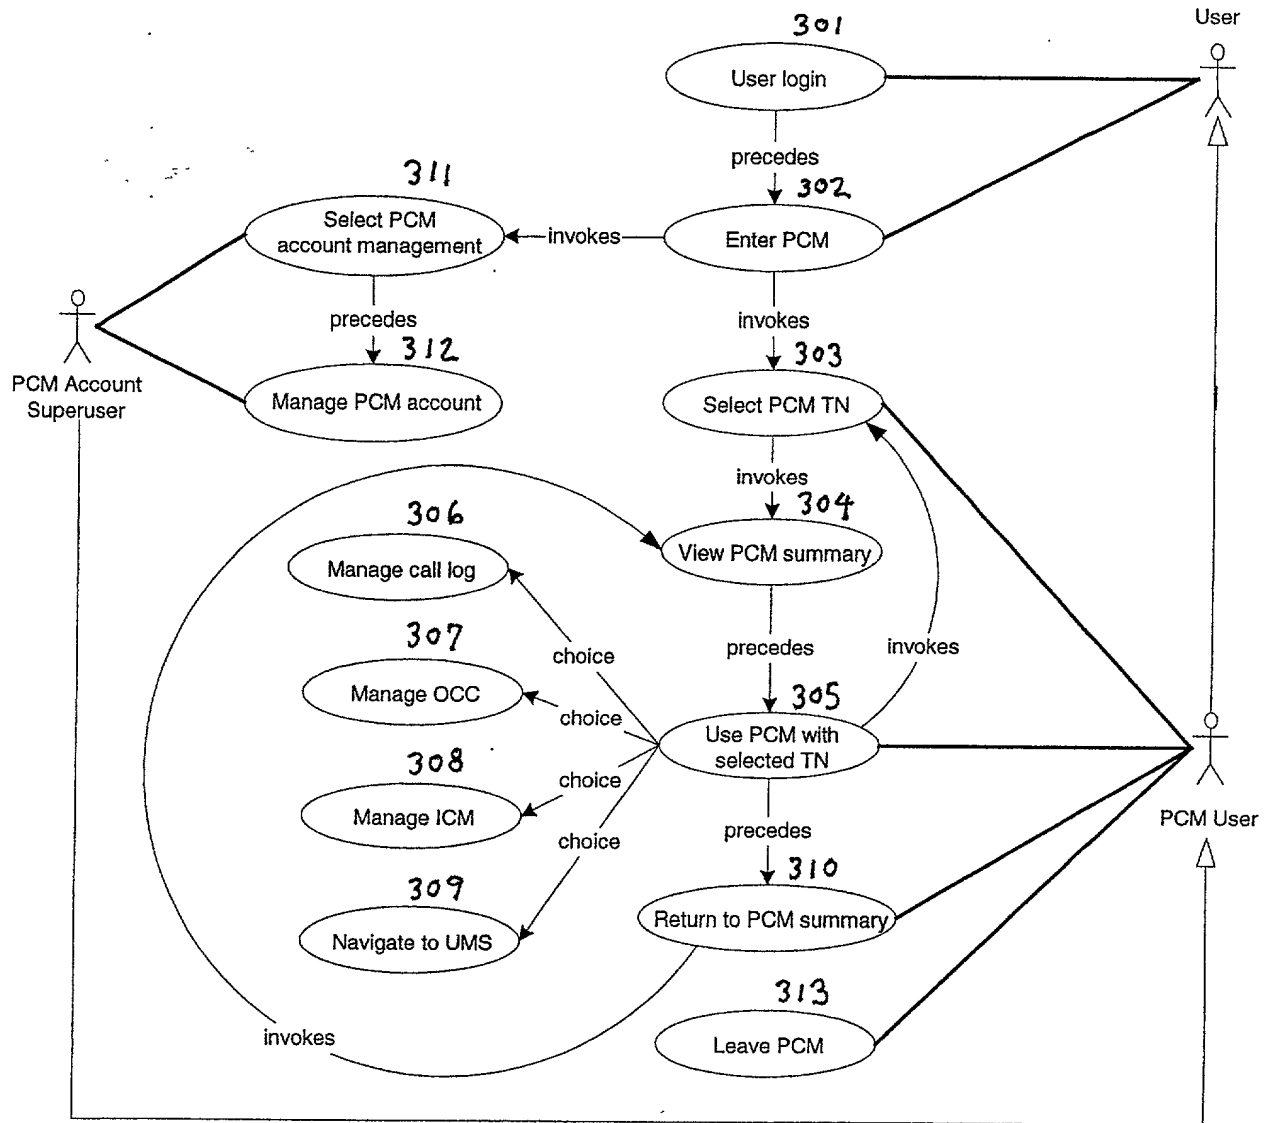 301
User
User login
precedes
311
302
Select PCM
account management
invokes
Enter PCM
precedes
invokes
312
303
PCM Account
Superuser
Manage PCM account
Select PCM TN
invokes
306
304
Manage call log
View PCM summary
307
choice
precedes
invokes
Manage OCC
choice
305
Use PCM with
selected TN
308
choice
Manage ICM
choice
precedes
PCM User
309
310
Navigate to UMS
Return to PCM summary
313
invokes
Leave PCM